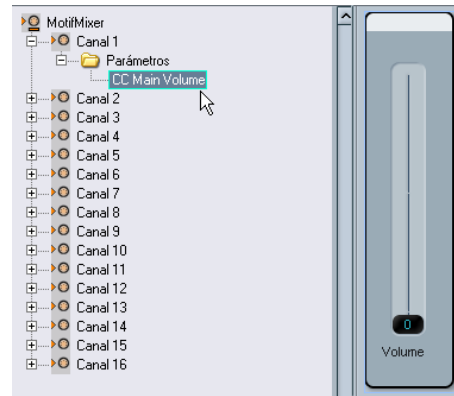 MotifMixer
Canal 1
Parámetros
CC Main Volume
Canal 2
Canal 3
Canal 4
Canal 5
Canal 6
Canal 7
Canal 8
Canal 9
Canal 10
Canal 11
Canal 12
Canal 13
Canal 14
Canal 15
Canal 16
0
Volume